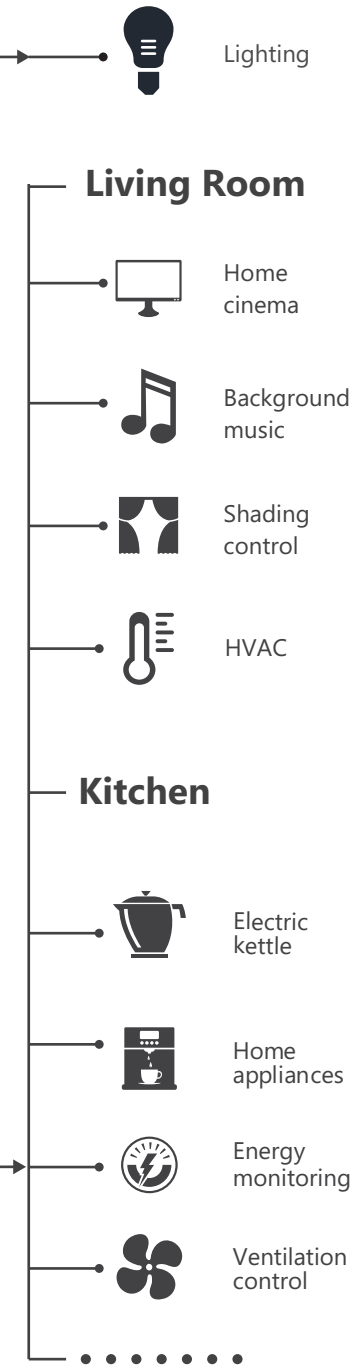 Lighting
Living Room
Home
cinema
Background
music
Shading
control
HVAC
Kitchen
Electric
kettle
Home
appliances
Energy
monitoring
Ventilation
control